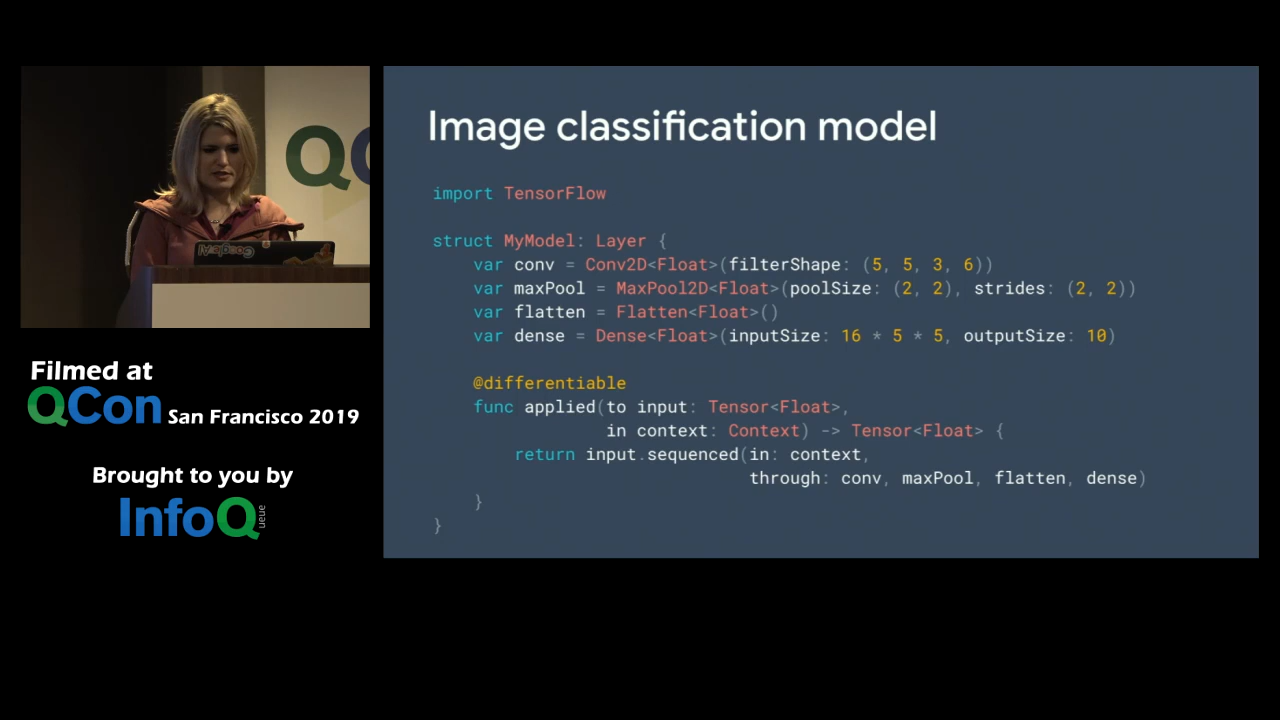 QC
GoogleAI
Filmed at
QCon San Francisco 2019
Brought to you by
InfoQ
ueue
Image classification model
import TensorFlow
struct MyModel: Layer {
    var conv = Conv2D<Float>(filterShape: (5, 5, 3, 6))
    var maxPool = MaxPool2D<Float>(poolSize: (2, 2), strides: (2, 2))
    var flatten = Flatten<Float>()
    var dense = Dense<Float>(inputSize: 16 * 5 * 5, outputSize: 10)
    @differentiable
    func applied(to input: Tensor<Float>,
                 in context: Context) -> Tensor<Float> {
        return input.sequenced(in: context,
                               through: conv, maxPool, flatten, dense)
    }
}